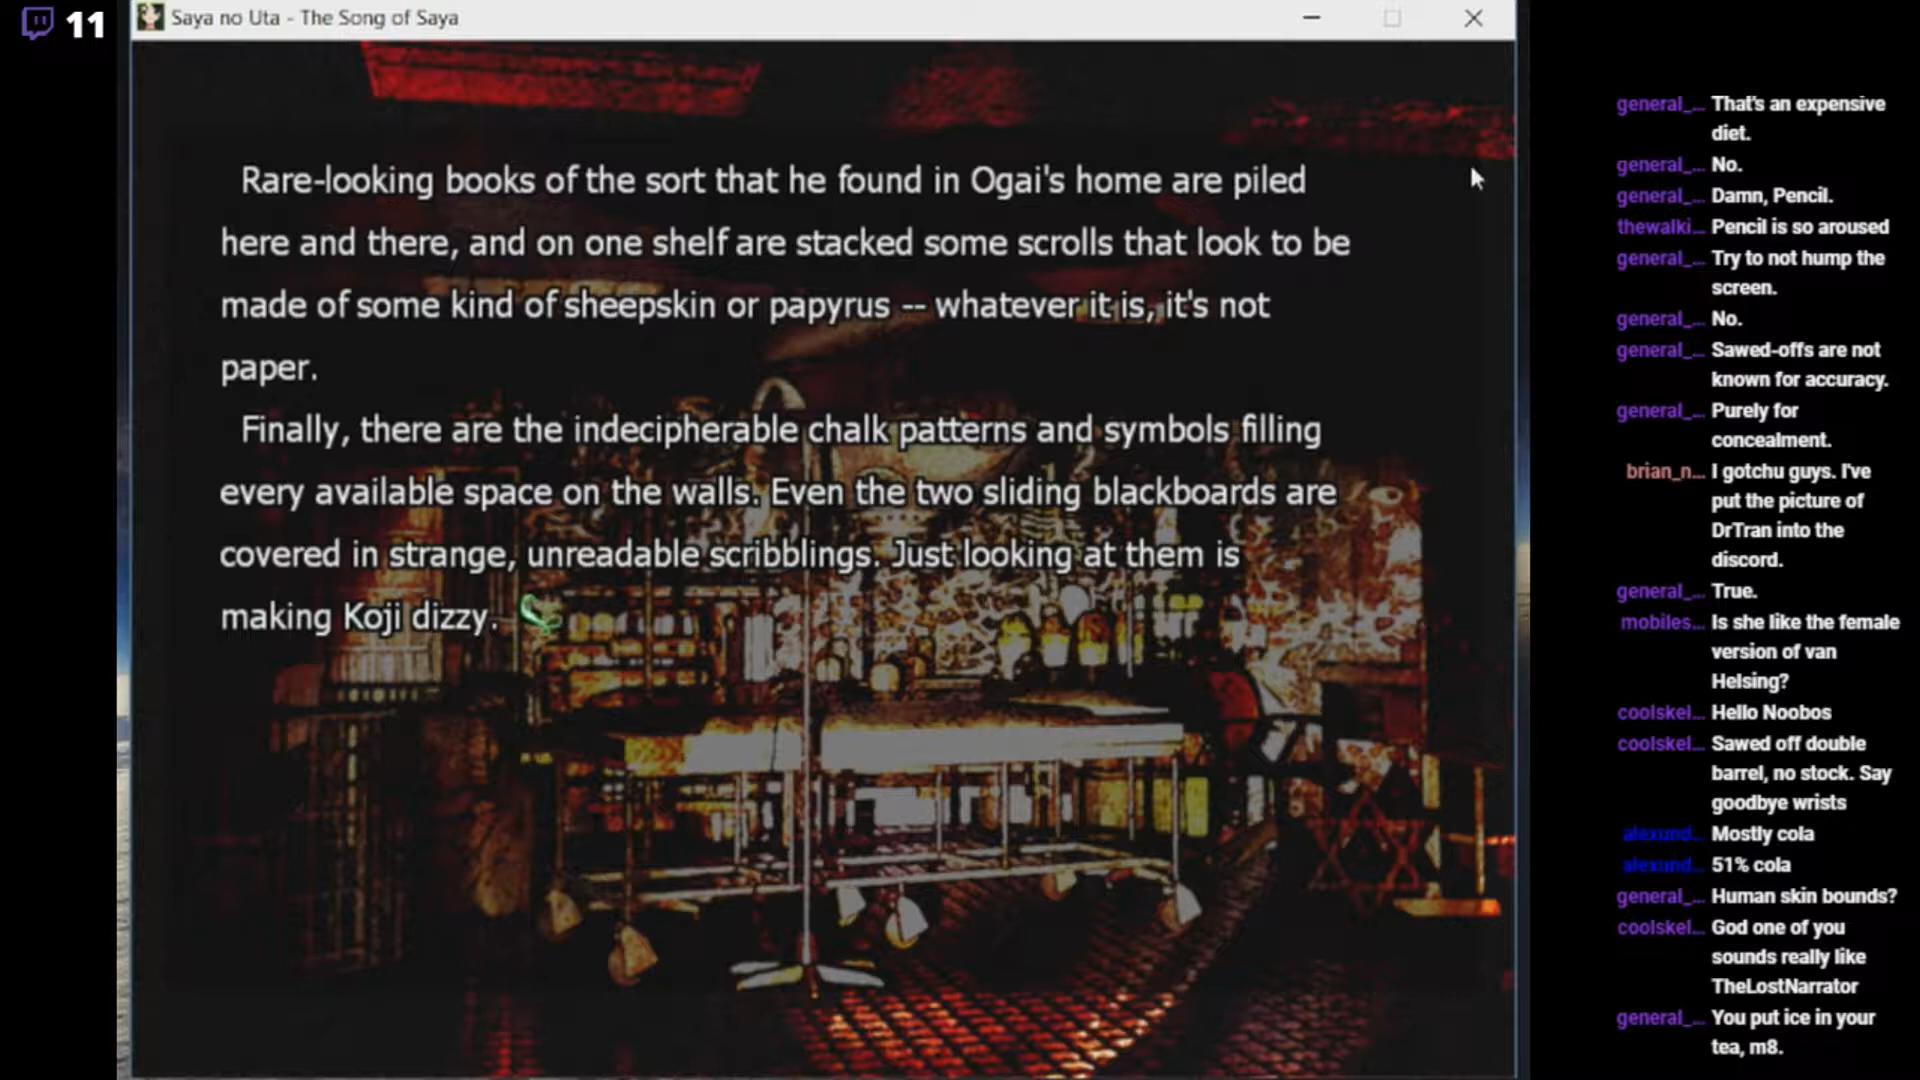 11
Saya no Uta - The Song of Saya
Rare-looking books of the sort that he found in Ogai's home are piled
here and there, and on one shelf are stacked some scrolls that look to be
made of some kind of sheepskin or papyrus -- whatever it is, it's not
paper.
Finally, there are the indecipherable chalk patterns and symbols filling
every available space on the walls. Even the two sliding blackboards are
covered in strange, unreadable scribblings. Just looking at them is
making Koji dizzy.
general_... That's an expensive
diet.
general_... No.
general_... Damn, Pencil.
thewalki... Pencil is so aroused
general_... Try to not hump the
screen.
general_... No.
general_... Sawed-offs are not
known for accuracy.
general_... Purely for
concealment.
brian_n... I gotchu guys. I've
put the picture of
DrTran into the
discord.
general_... True.
mobiles... Is she like the female
version of van
Helsing?
coolskel... Hello Noobos
coolskel... Sawed off double
barrel, no stock. Say
goodbye wrists
alexund... Mostly cola
alexund... 51% cola
general_... Human skin bounds?
coolskel... God one of you
sounds really like
TheLostNarrator
general_... You put ice in your
tea, m8.